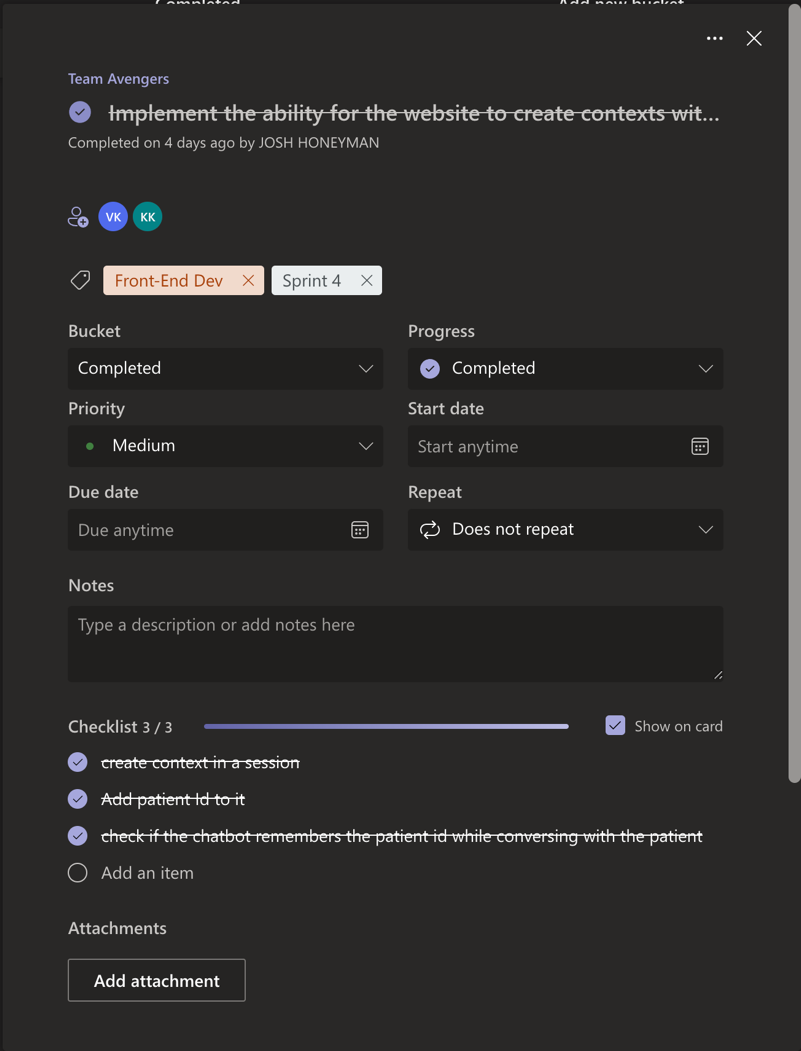 Completed Add new bucket
Team Avengers
Implement the ability for the website to create contexts wit...
Completed on 4 days ago by JOSH HONEYMAN
VK KK
Front-End Dev Sprint 4
Bucket Progress
Completed Completed
Priority Start date
Medium Start anytime
Due date Repeat
Due anytime Does not repeat
Notes
Type a description or add notes here
Checklist 3 / 3 Show on card
create context in a session
Add patient Id to it
check if the chatbot remembers the patient id while conversing with the patient
Add an item
Attachments
Add attachment